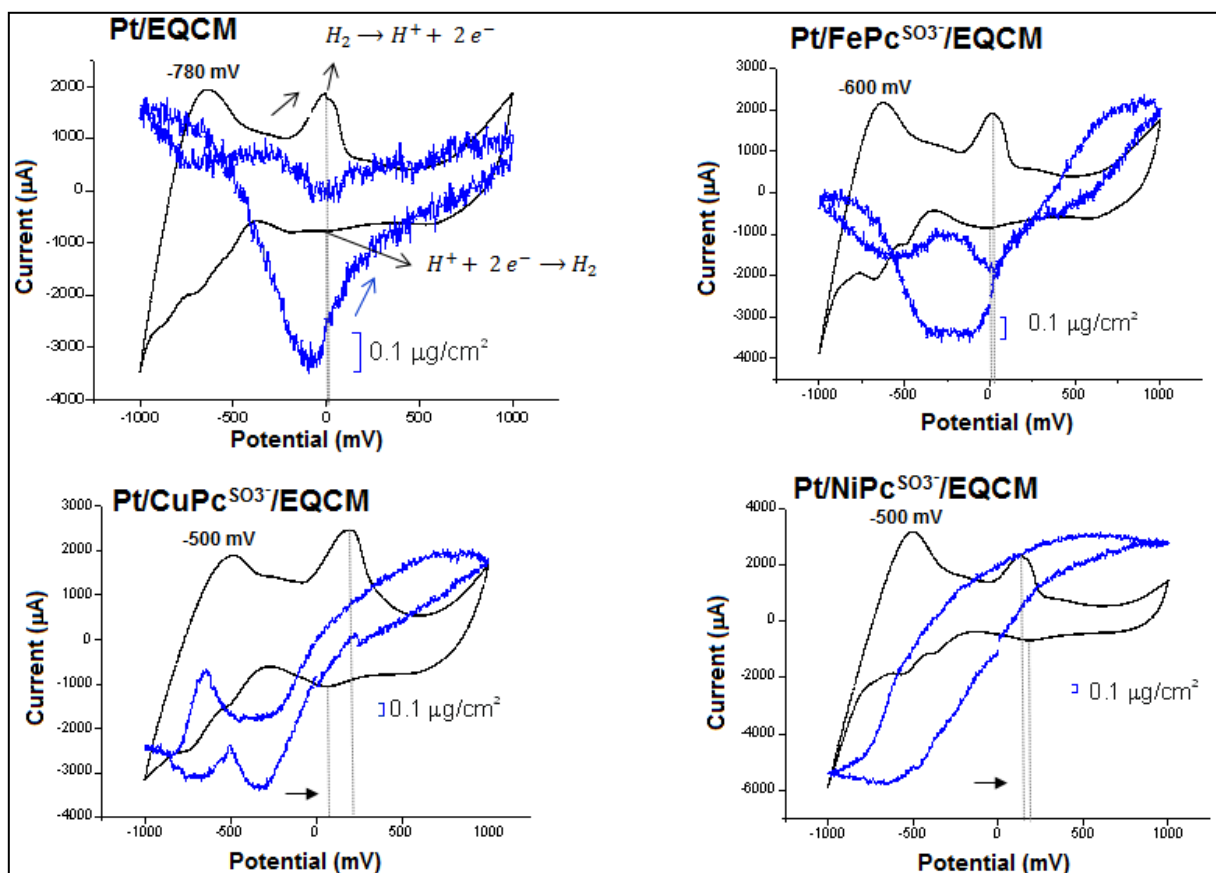 Pt/EQCM
H₂ → H⁺ + 2 e⁻
-780 mV
2000
1000
0
-1000
-2000
-3000
-4000
Current (µA)
H⁺ + 2 e⁻ → H₂
0.1 µg/cm²
-1000 -500 0 500 1000
Potential (mV)
Pt/FePc^SO3-/EQCM
-600 mV
3000
2000
1000
0
-1000
-2000
-3000
-4000
Current (µA)
0.1 µg/cm²
-1000 -500 0 500 1000
Potential (mV)
Pt/CuPc^SO3-/EQCM
-500 mV
3000
2000
1000
0
-1000
-2000
-3000
-4000
Current (µA)
0.1 µg/cm²
-1000 -500 0 500 1000
Potential (mV)
Pt/NiPc^SO3-/EQCM
-500 mV
4000
2000
0
-2000
-4000
-6000
Current (µA)
0.1 µg/cm²
-1000 -500 0 500 1000
Potential (mV)